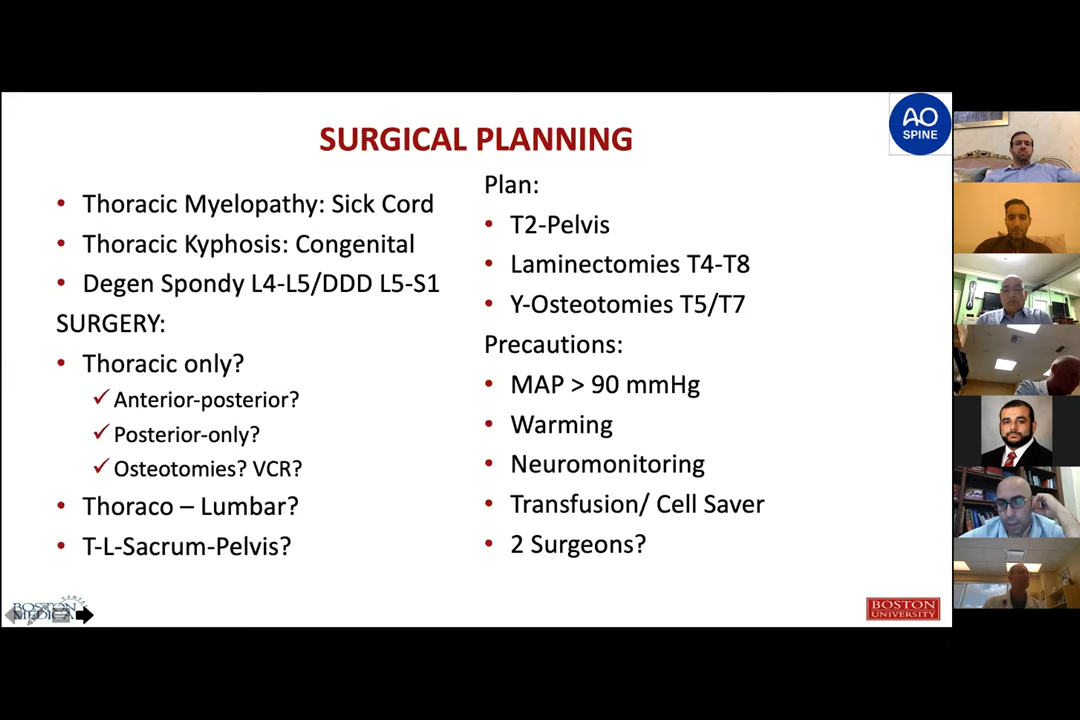 AO
SPINE
SURGICAL PLANNING
• Thoracic Myelopathy: Sick Cord
• Thoracic Kyphosis: Congenital
• Degen Spondy L4-L5/DDD L5-S1
SURGERY:
• Thoracic only?
✓ Anterior-posterior?
✓ Posterior-only?
✓ Osteotomies? VCR?
• Thoraco – Lumbar?
• T-L-Sacrum-Pelvis?
Plan:
• T2-Pelvis
• Laminectomies T4-T8
• Y-Osteotomies T5/T7
Precautions:
• MAP > 90 mmHg
• Warming
• Neuromonitoring
• Transfusion/ Cell Saver
• 2 Surgeons?
BOSTON
BOSTON
UNIVERSITY